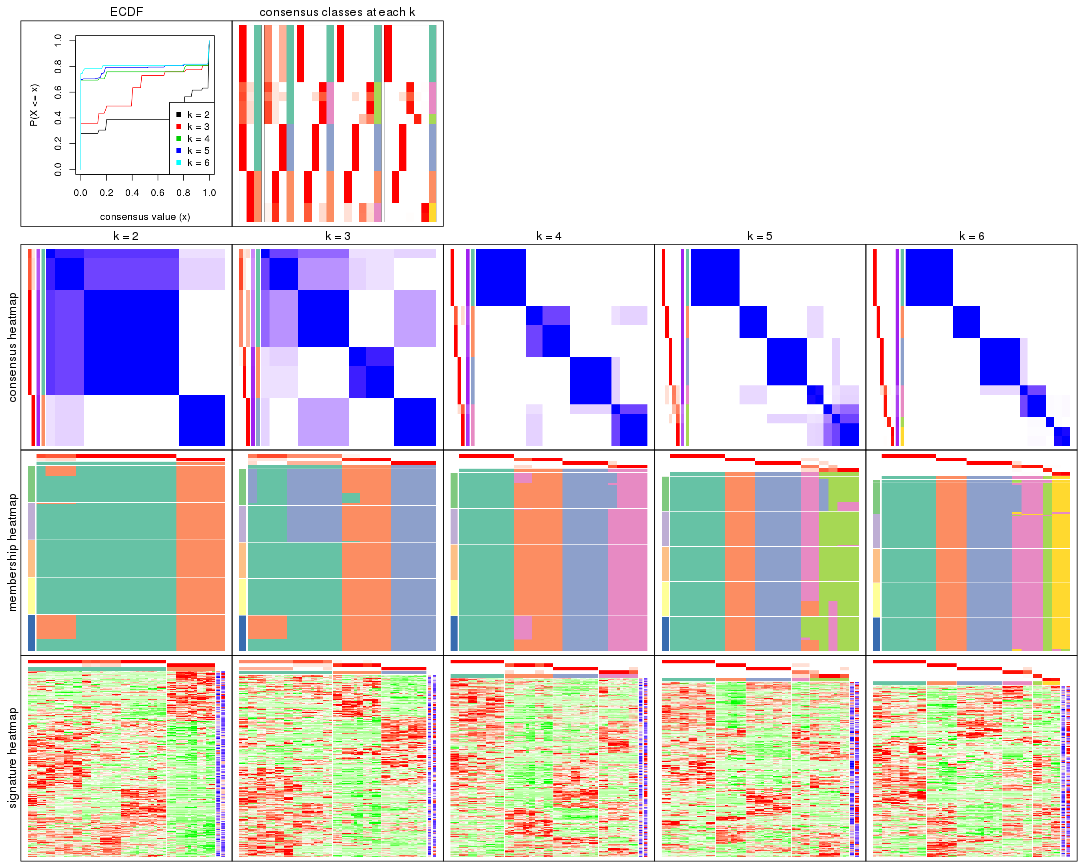 ECDF
consensus classes at each k
P(X <= x)
1.0
0.8
0.6
0.4
0.2
0.0
k = 2
k = 3
k = 4
k = 5
k = 6
0.0 0.2 0.4 0.6 0.8 1.0
consensus value (x)
k = 2
k = 3
k = 4
k = 5
k = 6
consensus heatmap
membership heatmap
signature heatmap